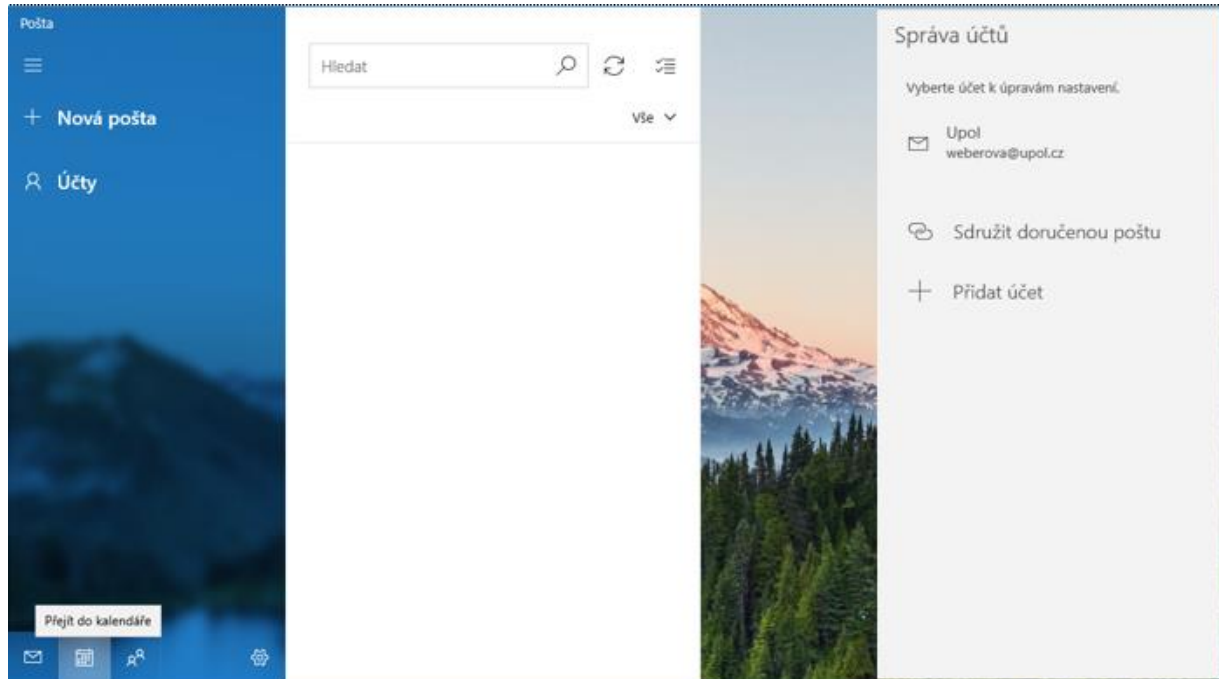 Pošta
Nová pošta
Účty
Přejít do kalendáře
Hledat
Vše
Správa účtů
Vyberte účet k úpravám nastavení.
Upol
weberova@upol.cz
Sdružit doručenou poštu
Přidat účet